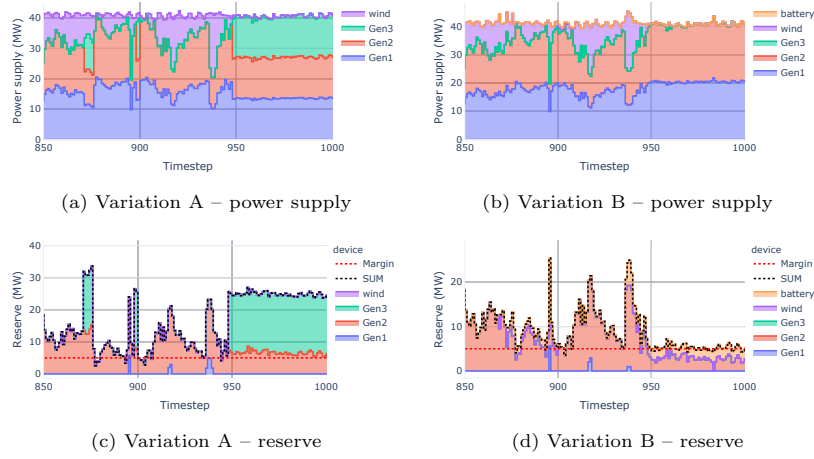 Power supply (MW)
40
30
20
10
0
850
900
950
1000
Timestep
wind
Gen3
Gen2
Gen1
(a) Variation A – power supply
Power supply (MW)
40
30
20
10
0
850
900
950
1000
Timestep
battery
wind
Gen3
Gen2
Gen1
(b) Variation B – power supply
Reserve (MW)
40
30
20
10
0
850
900
950
1000
Timestep
device
Margin
SUM
wind
Gen3
Gen2
Gen1
(c) Variation A – reserve
Reserve (MW)
20
10
0
850
900
950
1000
Timestep
device
Margin
SUM
battery
wind
Gen3
Gen2
Gen1
(d) Variation B – reserve